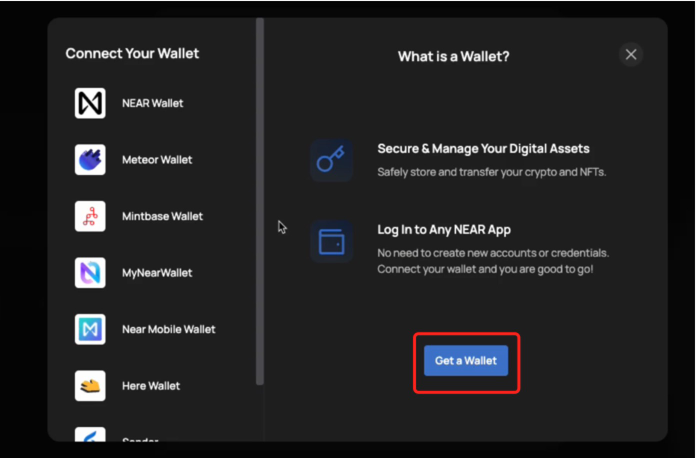 Connect Your Wallet
NEAR Wallet
Meteor Wallet
Mintbase Wallet
MyNearWallet
Near Mobile Wallet
Here Wallet
What is a Wallet?
Secure & Manage Your Digital Assets
Safely store and transfer your crypto and NFTs.
Log In to Any NEAR App
No need to create new accounts or credentials.
Connect your wallet and you are good to go!
Get a Wallet